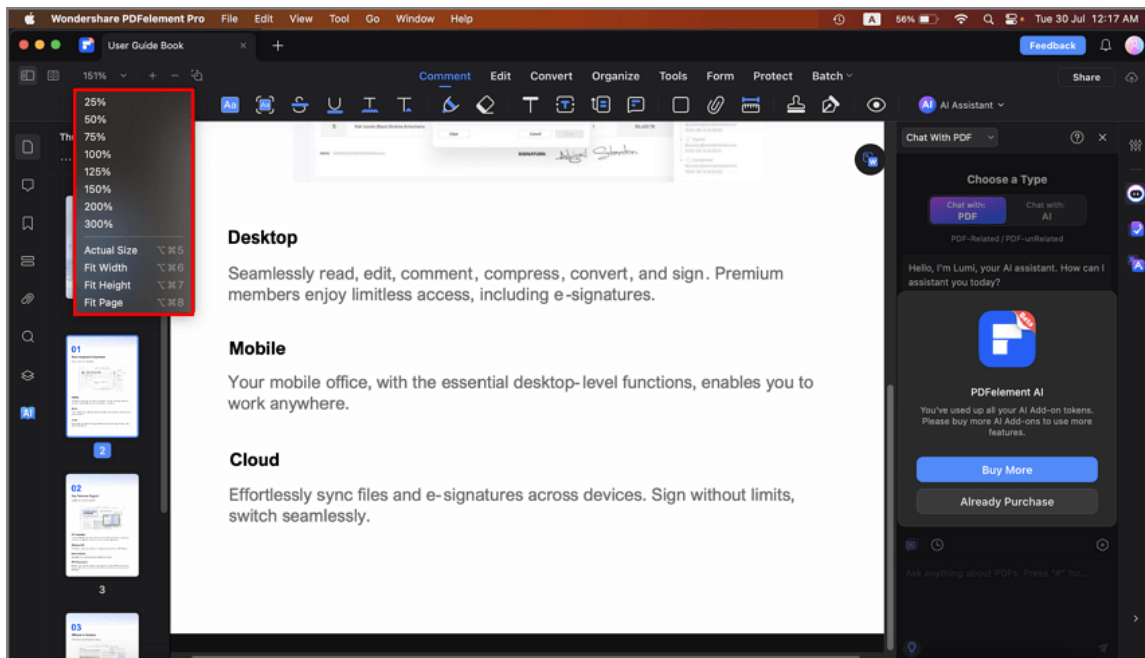 Wondershare PDFelement Pro File Edit View Tool Go Window Help A 56% Tue 30 Jul 12:17 AM
User Guide Book × + Feedback
151% + − Comment Edit Convert Organize Tools Form Protect Batch Share
AI Assistant
25%
50%
75%
100%
125%
150%
200%
300%
Actual Size ⌥⌘5
Fit Width ⌥⌘6
Fit Height ⌥⌘7
Fit Page ⌥⌘8
01
2
02
3
03
SIGNATURE:
Desktop
Seamlessly read, edit, comment, compress, convert, and sign. Premium
members enjoy limitless access, including e-signatures.
Mobile
Your mobile office, with the essential desktop-level functions, enables you to
work anywhere.
Cloud
Effortlessly sync files and e-signatures across devices. Sign without limits,
switch seamlessly.
Chat With PDF
Choose a Type
Chat with:
PDF
Chat with:
AI
PDF-Related / PDF-unRelated
Hello, I'm Lumi, your AI assistant. How can I
assistant you today?
Beta
PDFelement AI
You've used up all your AI Add-on tokens.
Please buy more AI Add-ons to use more
features.
Buy More
Already Purchase
Ask anything about PDFs. Press "#" for...